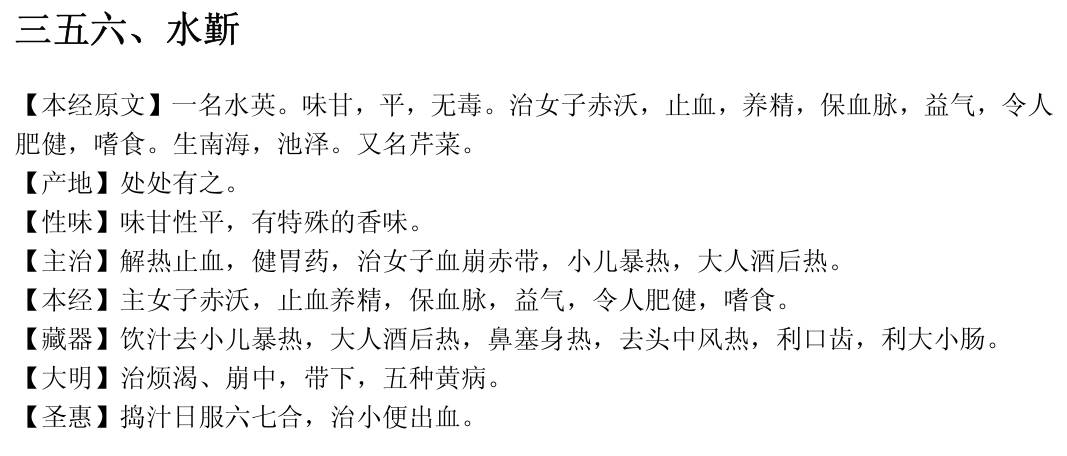 三五六、水靳
【本经原文】一名水英。味甘，平，无毒。治女子赤沃，止血，养精，保血脉，益气，令人
肥健，嗜食。生南海，池泽。又名芹菜。
【产地】处处有之。
【性味】味甘性平，有特殊的香味。
【主治】解热止血，健胃药，治女子血崩赤带，小儿暴热，大人酒后热。
【本经】主女子赤沃，止血养精，保血脉，益气，令人肥健，嗜食。
【藏器】饮汁去小儿暴热，大人酒后热，鼻塞身热，去头中风热，利口齿，利大小肠。
【大明】治烦渴、崩中，带下，五种黄病。
【圣惠】捣汁日服六七合，治小便出血。